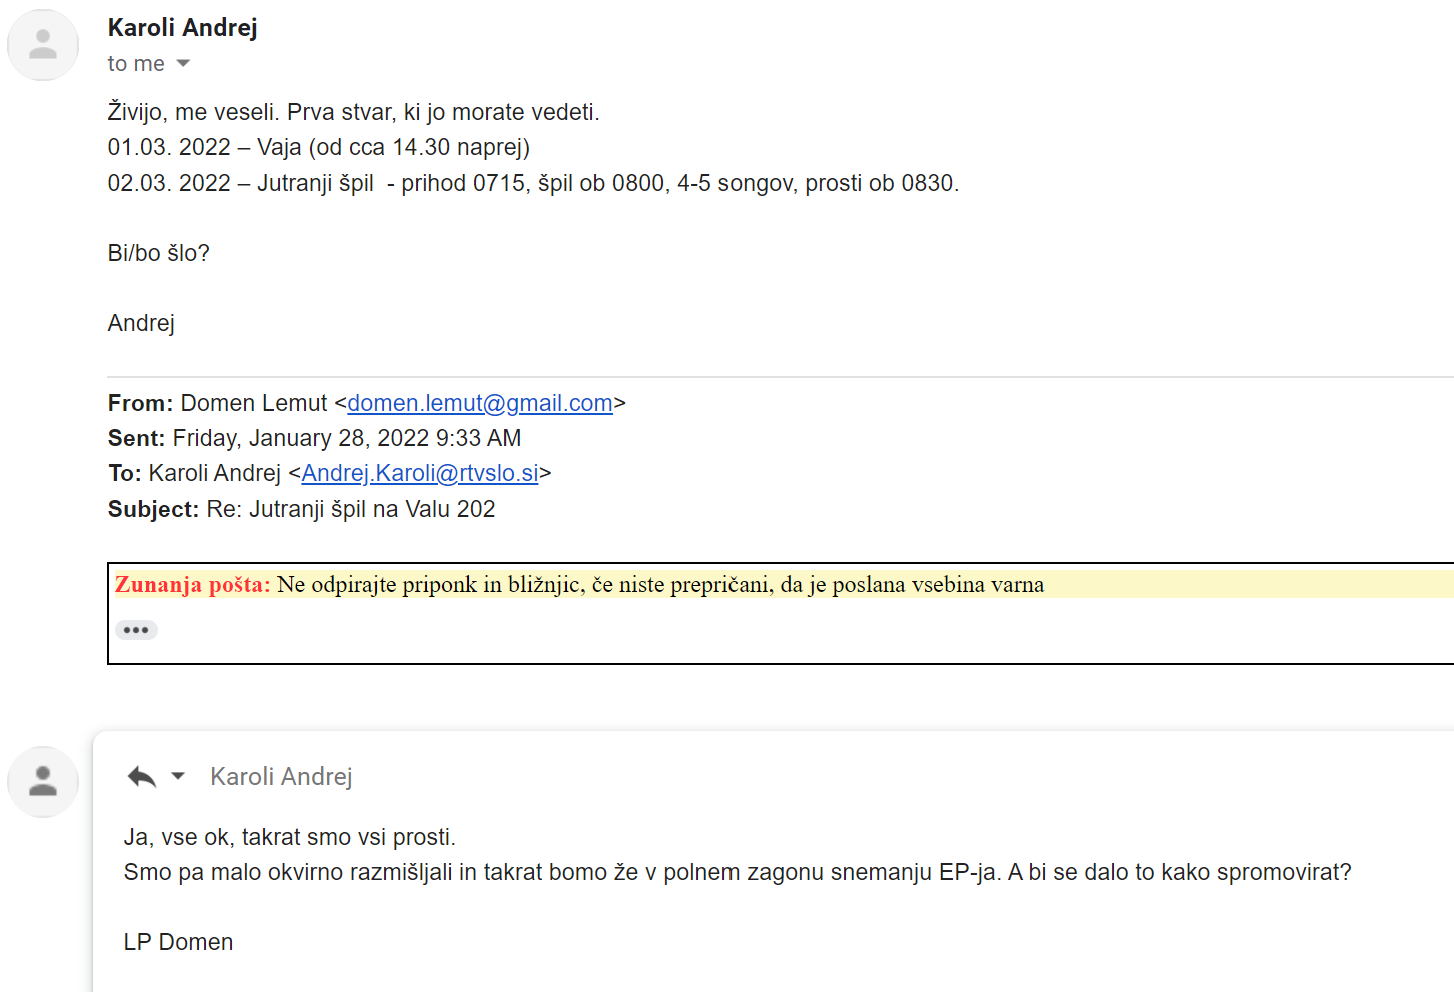 Karoli Andrej
to me
Živijo, me veseli. Prva stvar, ki jo morate vedeti.
01.03. 2022 – Vaja (od cca 14.30 naprej)
02.03. 2022 – Jutranji špil  - prihod 0715, špil ob 0800, 4-5 songov, prosti ob 0830.
Bi/bo šlo?
Andrej
From: Domen Lemut <domen.lemut@gmail.com>
Sent: Friday, January 28, 2022 9:33 AM
To: Karoli Andrej <Andrej.Karoli@rtvslo.si>
Subject: Re: Jutranji špil na Valu 202
Zunanja pošta: Ne odpirajte priponk in bližnjic, če niste prepričani, da je poslana vsebina varna
Karoli Andrej
Ja, vse ok, takrat smo vsi prosti.
Smo pa malo okvirno razmišljali in takrat bomo že v polnem zagonu snemanju EP-ja. A bi se dalo to kako spromovirat?
LP Domen